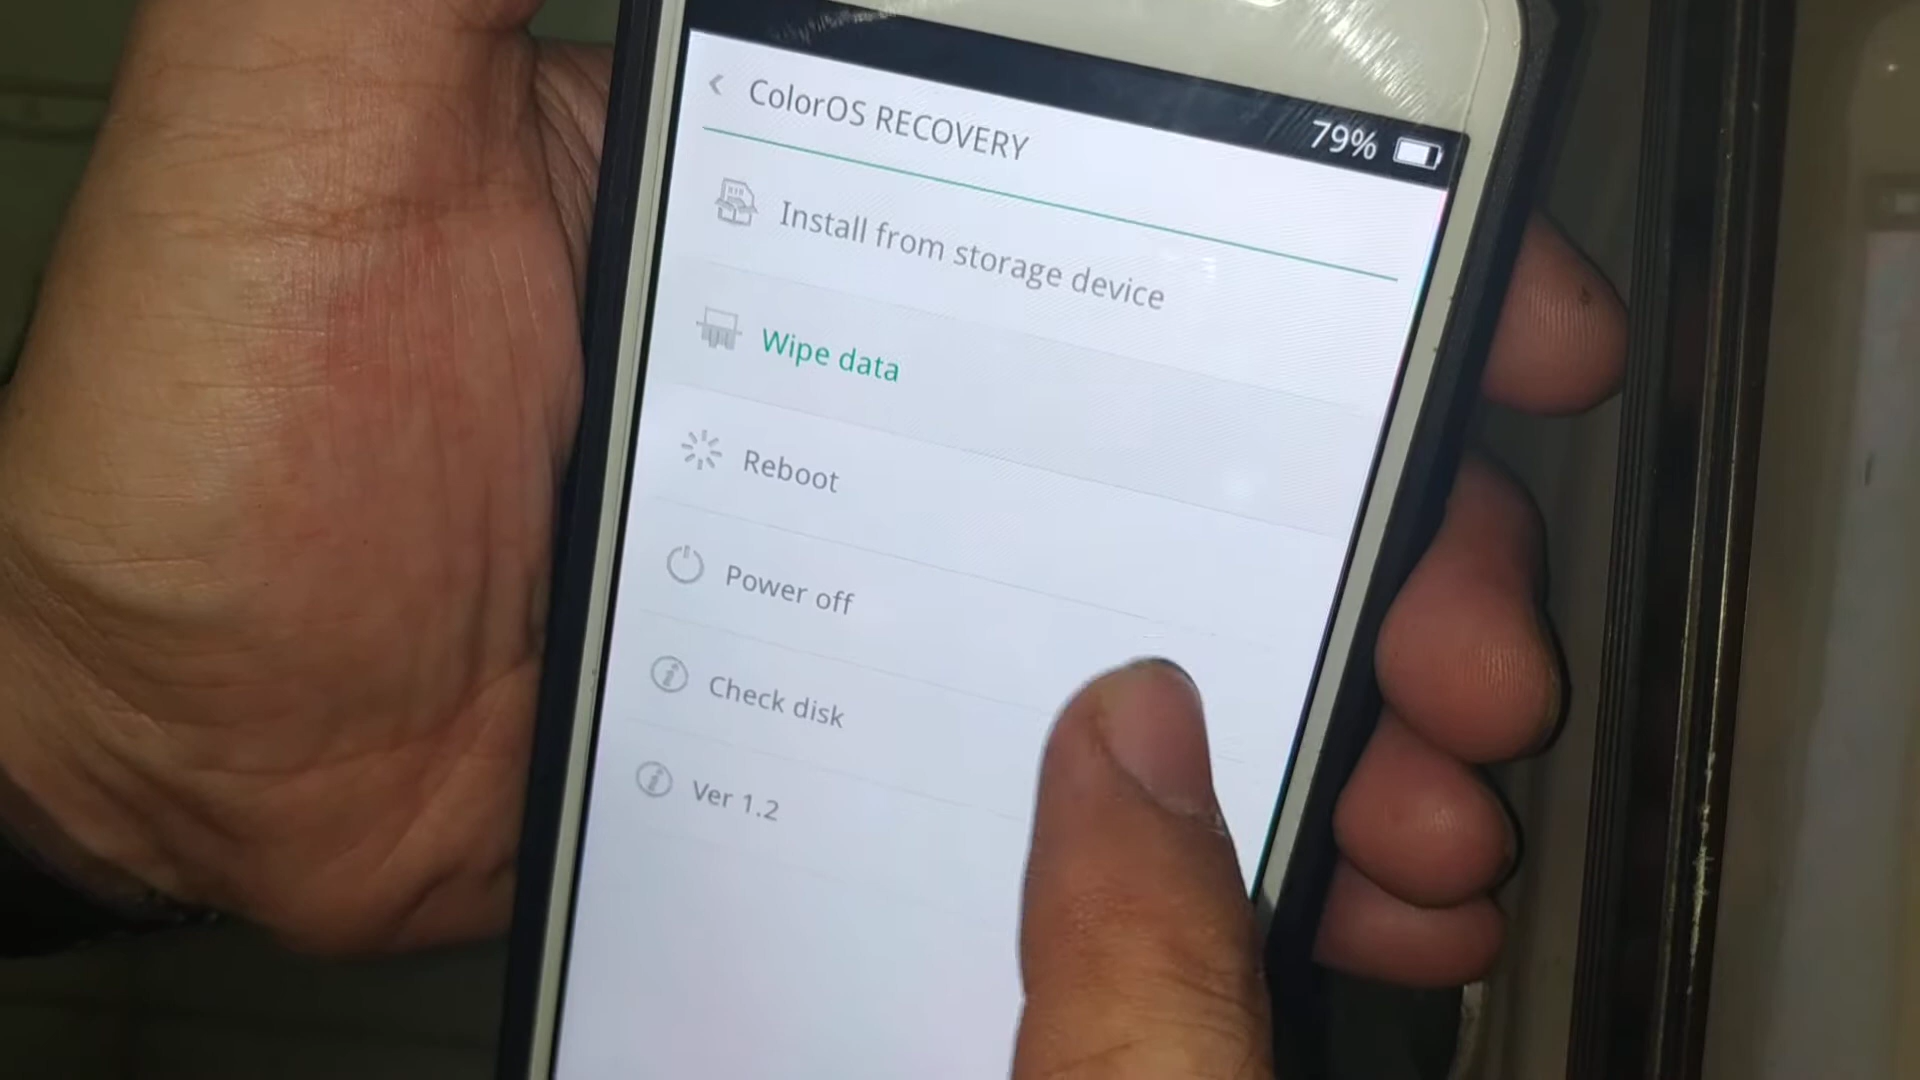 79%
ColorOS RECOVERY
Install from storage device
Wipe data
Reboot
Power off
Check disk
Ver 1.2